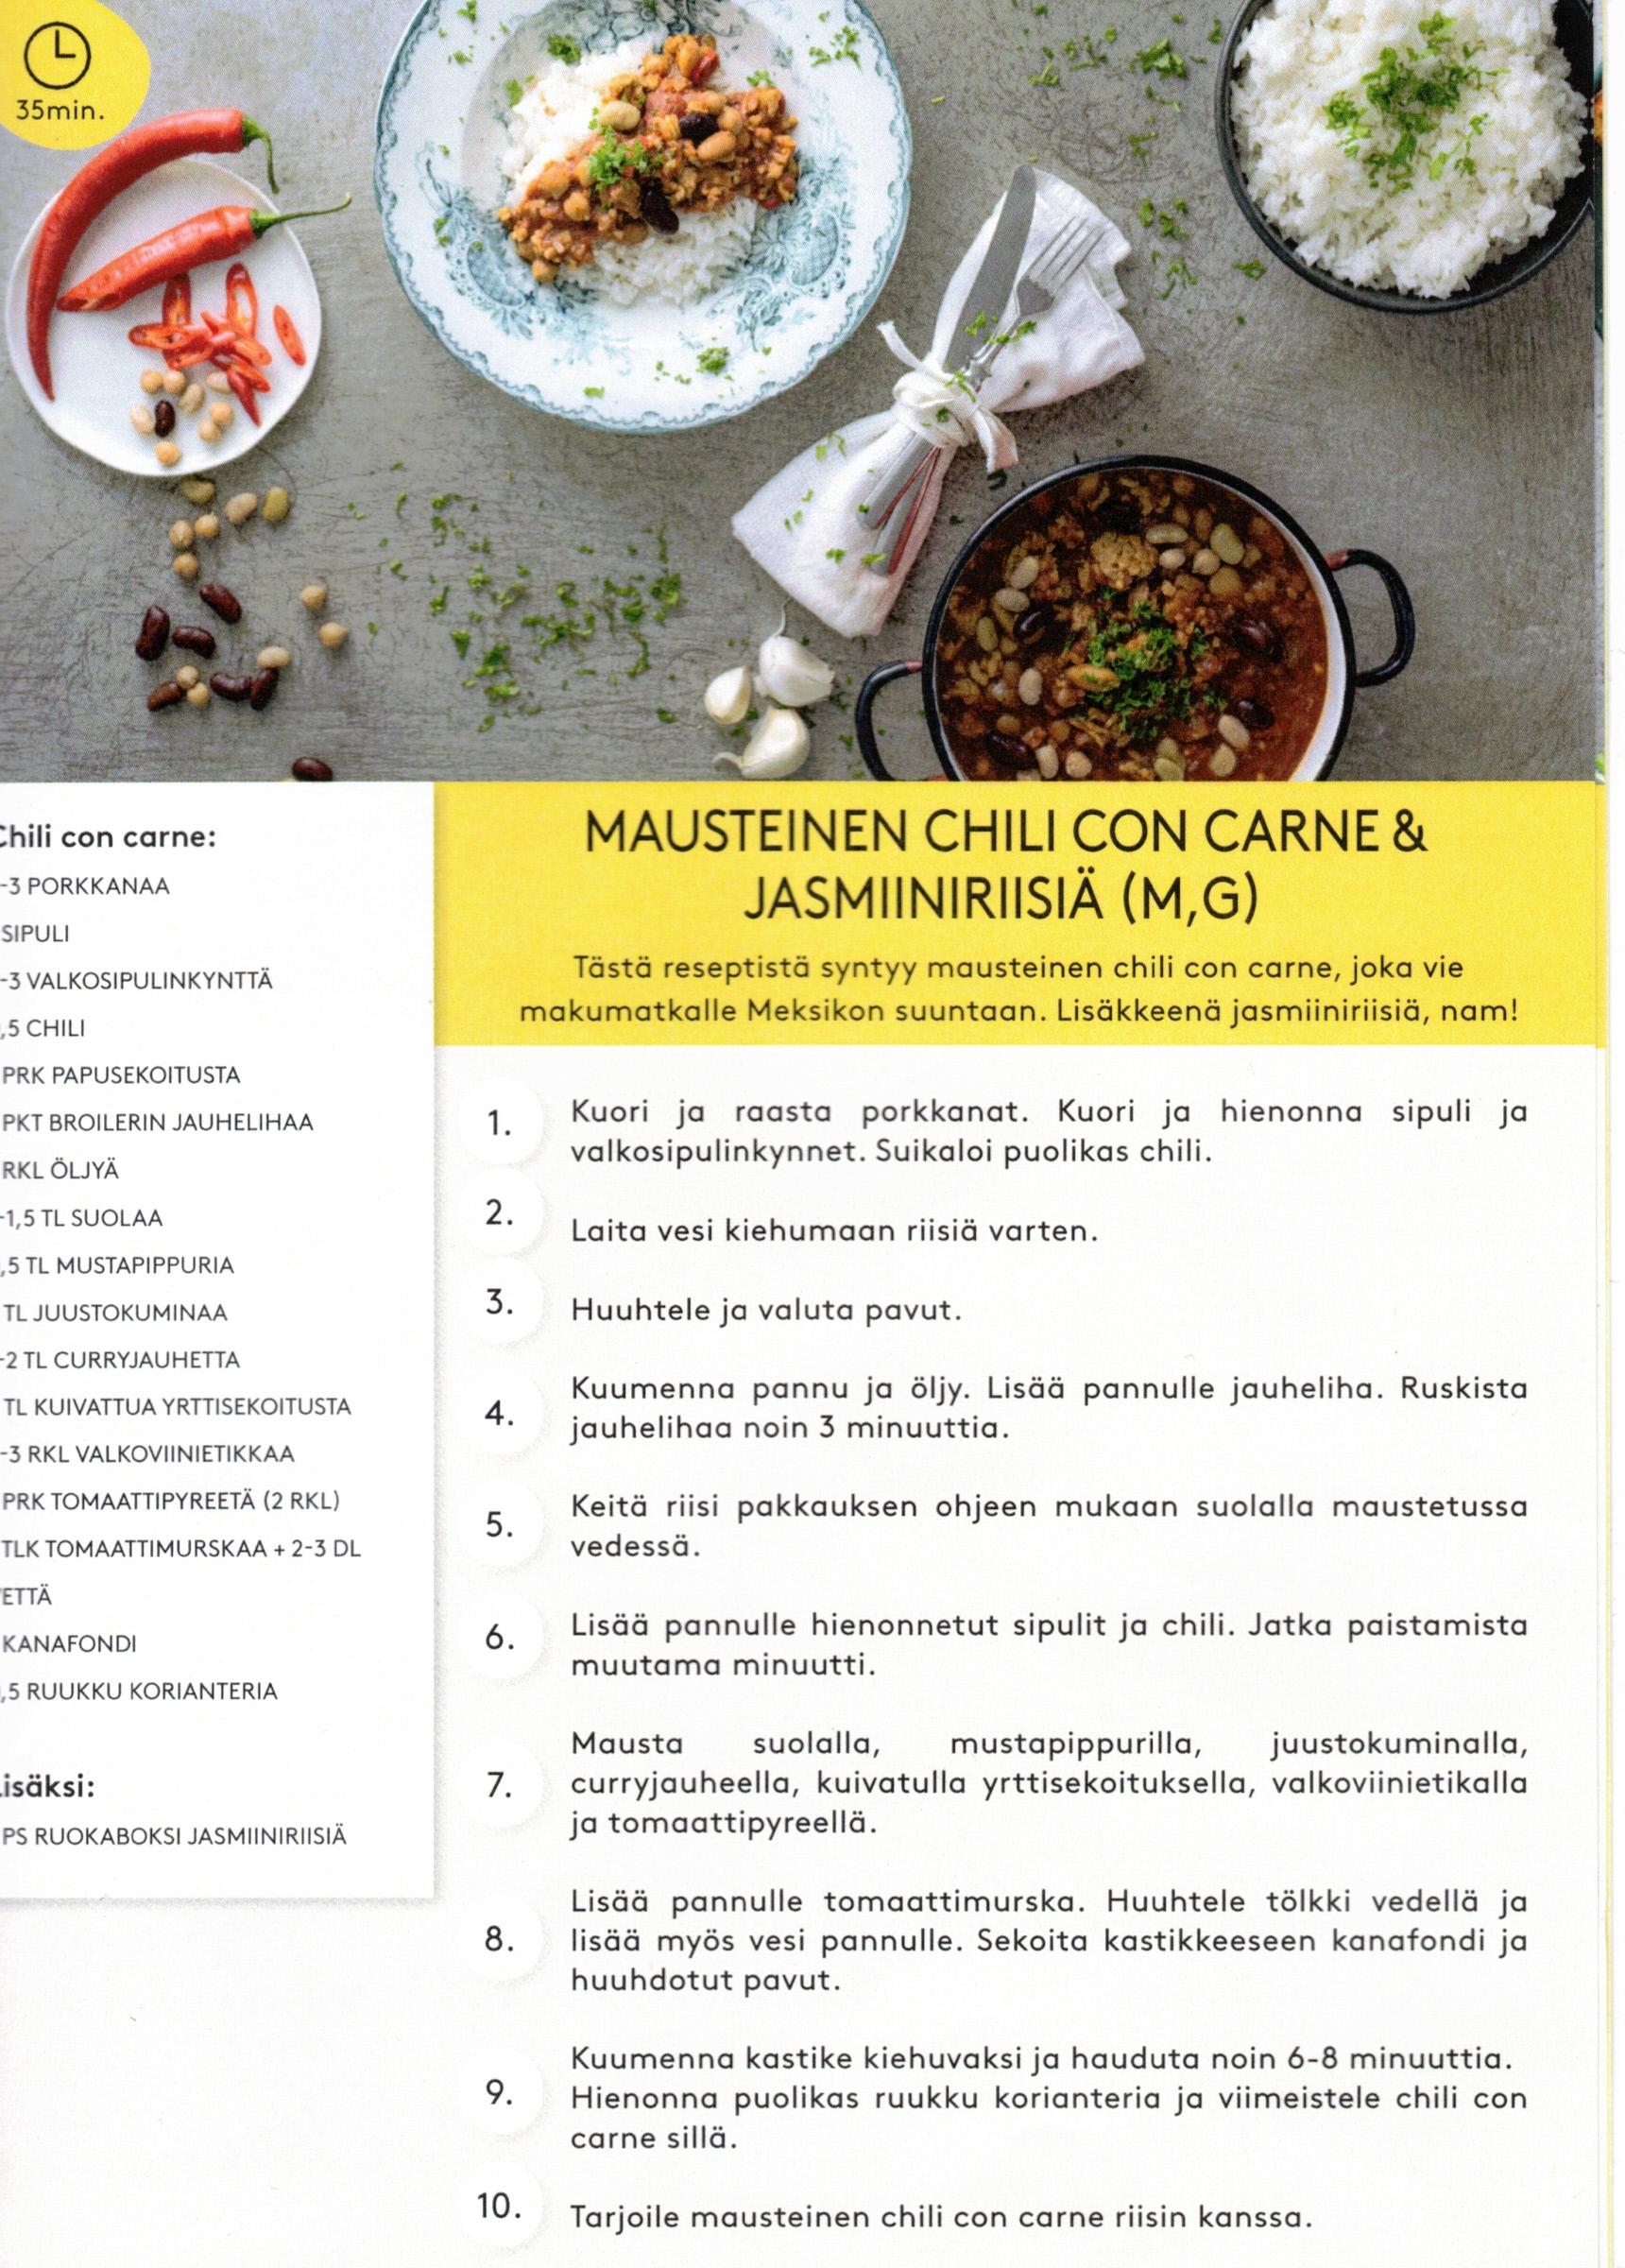 35min.
Chili con carne:
-3 PORKKANAA
SIPULI
-3 VALKOSIPULINKYNTTÄ
,5 CHILI
PRK PAPUSEKOITUSTA
PKT BROILERIN JAUHELIHAA
RKL ÖLJYÄ
-1,5 TL SUOLAA
,5 TL MUSTAPIPPURIA
TL JUUSTOKUMINAA
-2 TL CURRYJAUHETTA
TL KUIVATTUA YRTTISEKOITUSTA
-3 RKL VALKOVIINIETIKKAA
PRK TOMAATTIPYREETÄ (2 RKL)
TLK TOMAATTIMURSKAA + 2-3 DL
ETTÄ
KANAFONDI
,5 RUUKKU KORIANTERIA
isäksi:
PS RUOKABOKSI JASMIINIRIISIÄ
MAUSTEINEN CHILI CON CARNE &
JASMIINIRIISIÄ (M,G)
Tästä reseptistä syntyy mausteinen chili con carne, joka vie
makumatkalle Meksikon suuntaan. Lisäkkeenä jasmiiniriisiä, nam!
1. Kuori ja raasta porkkanat. Kuori ja hienonna sipuli ja
valkosipulinkynnet. Suikaloi puolikas chili.
2. Laita vesi kiehumaan riisiä varten.
3. Huuhtele ja valuta pavut.
4. Kuumenna pannu ja öljy. Lisää pannulle jauheliha. Ruskista
jauhelihaa noin 3 minuuttia.
5. Keitä riisi pakkauksen ohjeen mukaan suolalla maustetussa
vedessä.
6. Lisää pannulle hienonnetut sipulit ja chili. Jatka paistamista
muutama minuutti.
7. Mausta suolalla, mustapippurilla, juustokuminalla,
curryjauheella, kuivatulla yrttisekoituksella, valkoviinietikalla
ja tomaattipyreellä.
8. Lisää pannulle tomaattimurska. Huuhtele tölkki vedellä ja
lisää myös vesi pannulle. Sekoita kastikkeeseen kanafondi ja
huuhdotut pavut.
9. Kuumenna kastike kiehuvaksi ja hauduta noin 6-8 minuuttia.
Hienonna puolikas ruukku korianteria ja viimeistele chili con
carne sillä.
10. Tarjoile mausteinen chili con carne riisin kanssa.